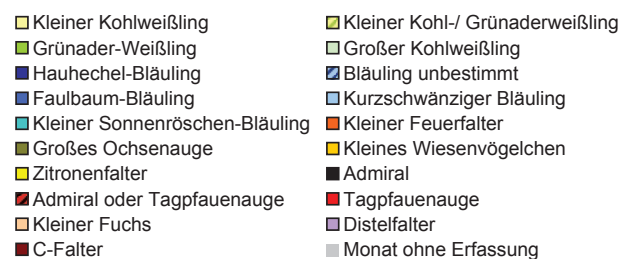 Kleiner Kohlweißling
Grünader-Weißling
Hauhechel-Bläuling
Faulbaum-Bläuling
Kleiner Sonnenröschen-Bläuling
Großes Ochsenauge
Zitronenfalter
Admiral oder Tagpfauenauge
Kleiner Fuchs
C-Falter
Kleiner Kohl-/ Grünaderweißling
Großer Kohlweißling
Bläuling unbestimmt
Kurzschwänziger Bläuling
Kleiner Feuerfalter
Kleines Wiesenvögelchen
Admiral
Tagpfauenauge
Distelfalter
Monat ohne Erfassung